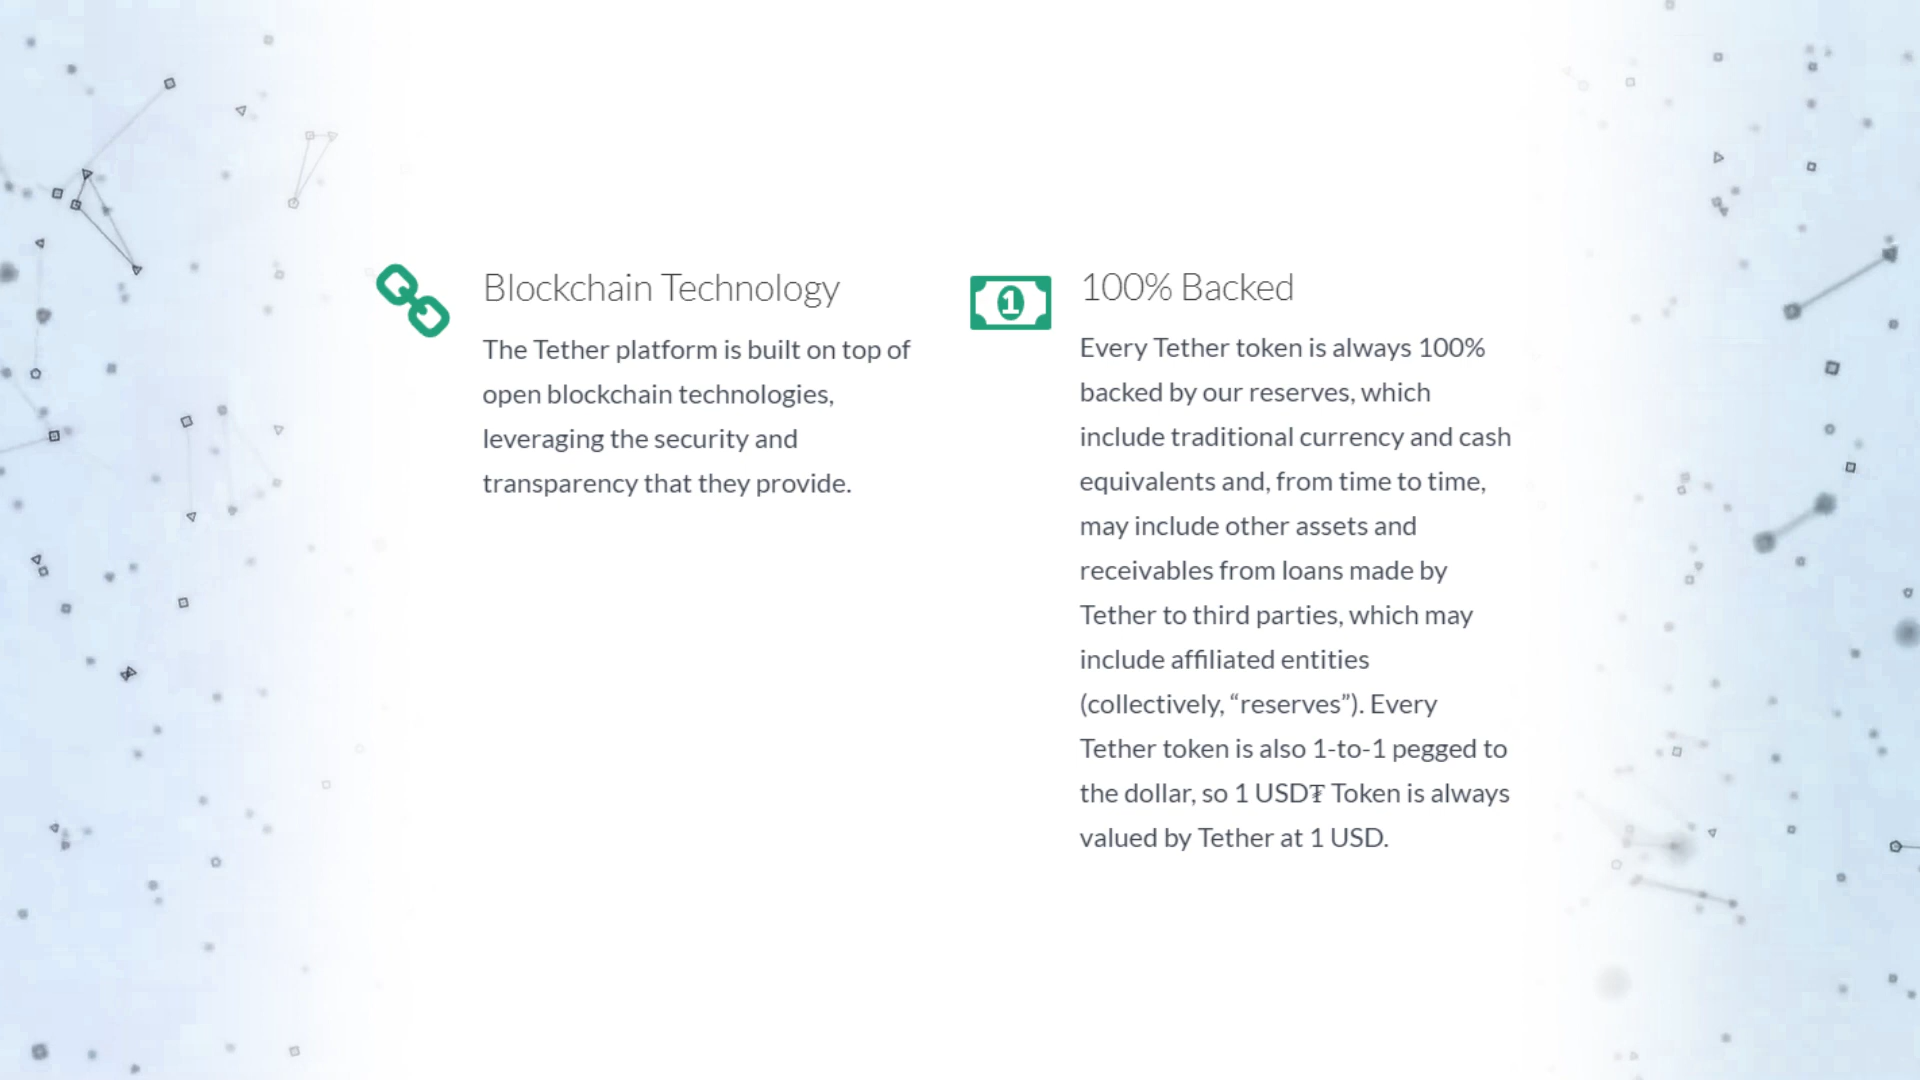 Blockchain Technology
The Tether platform is built on top of
open blockchain technologies,
leveraging the security and
transparency that they provide.
1
100% Backed
Every Tether token is always 100%
backed by our reserves, which
include traditional currency and cash
equivalents and, from time to time,
may include other assets and
receivables from loans made by
Tether to third parties, which may
include affiliated entities
(collectively, “reserves”). Every
Tether token is also 1-to-1 pegged to
the dollar, so 1 USD₮ Token is always
valued by Tether at 1 USD.